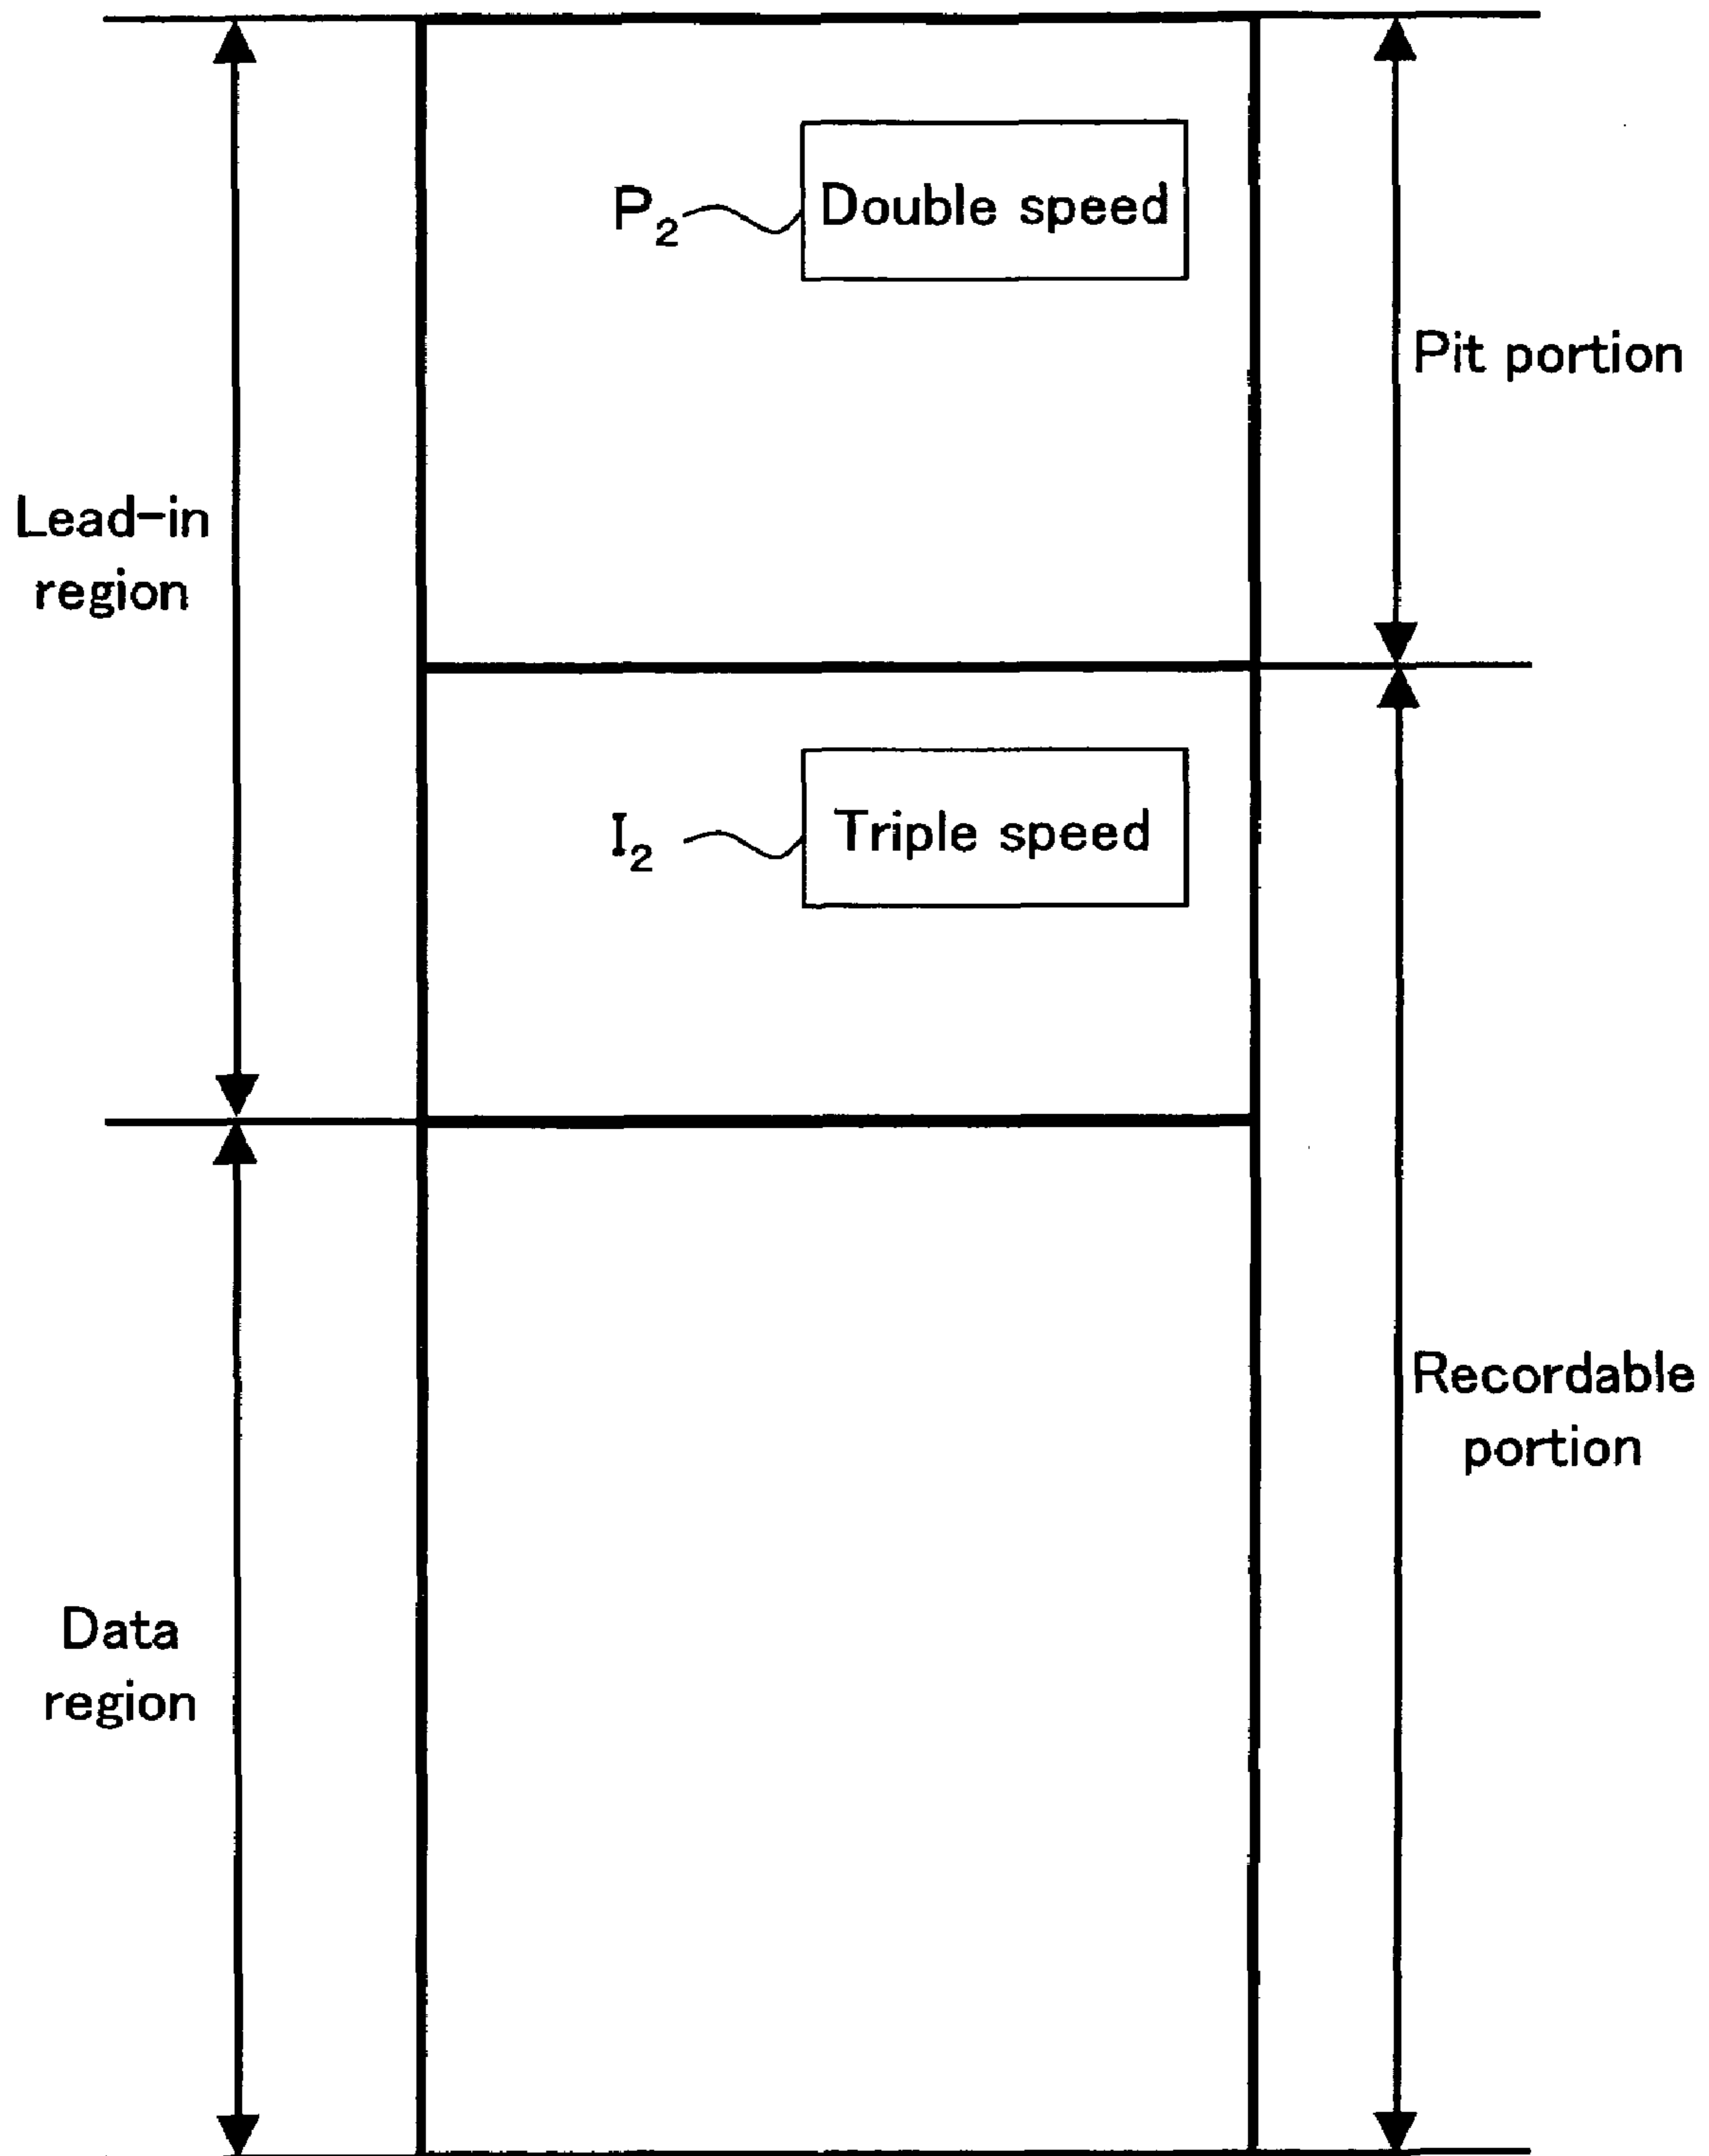 P2
Double speed
Pit portion
Lead-in
region
I2
Triple speed
Recordable
portion
Data
region